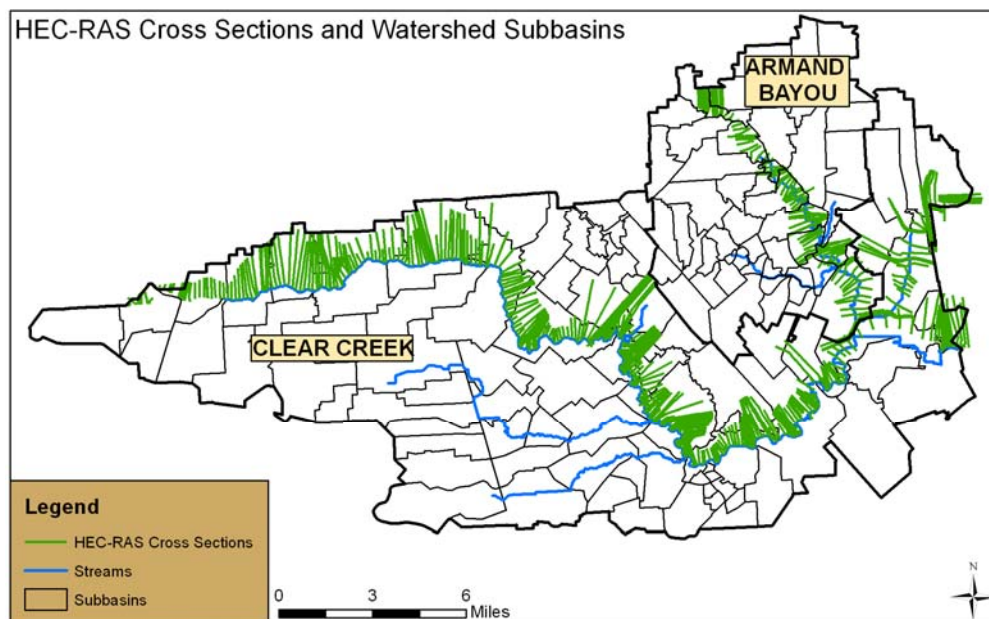 HEC-RAS Cross Sections and Watershed Subbasins
ARMAND
BAYOU
CLEAR CREEK
Legend
HEC-RAS Cross Sections
Streams
Subbasins
0 3 6
Miles
N